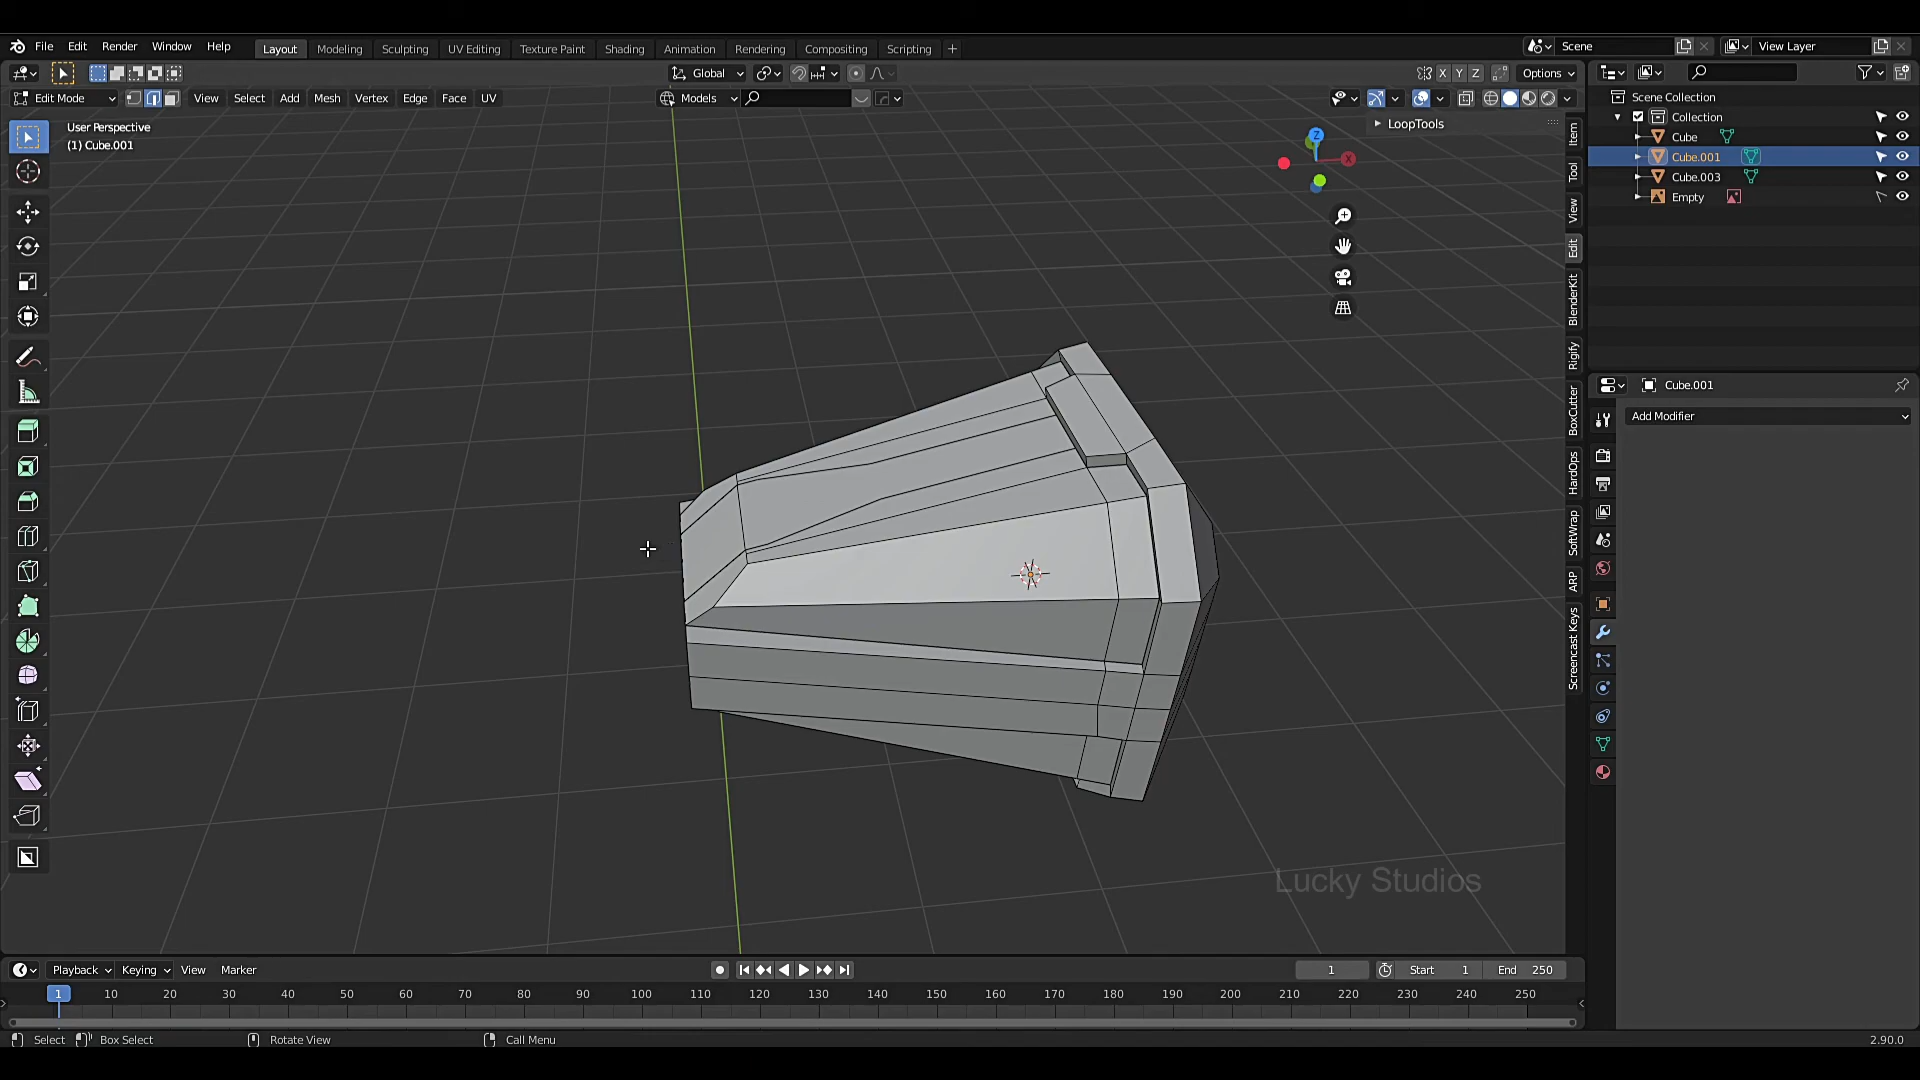 File Edit Render Window Help Layout Modeling Sculpting UV Editing Texture Paint Shading Animation Rendering Compositing Scripting + Scene View Layer
Global X Y Z Options
Edit Mode View Select Add Mesh Vertex Edge Face UV Models
User Perspective
(1) Cube.001
LoopTools
Z
X
Item
Tool
View
Edit
BlenderKit
Rigify
BoxCutter
HardOps
SoftWrap
ARP
Screencast Keys
Scene Collection
Collection
Cube
Cube.001
Cube.003
Empty
Cube.001
Add Modifier
Lucky Studios
Playback Keying View Marker 1 Start 1 End 250
1 10 20 30 40 50 60 70 80 90 100 110 120 130 140 150 160 170 180 190 200 210 220 230 240 250
Select Box Select Rotate View Call Menu 2.90.0